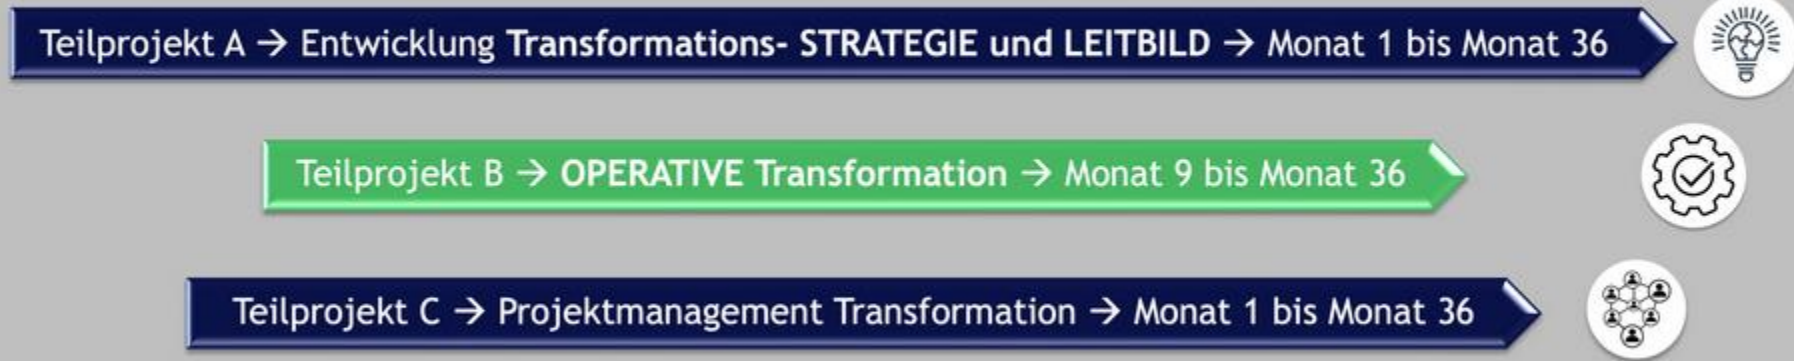 Teilprojekt A → Entwicklung Transformations- STRATEGIE und LEITBILD → Monat 1 bis Monat 36
Teilprojekt B → OPERATIVE Transformation → Monat 9 bis Monat 36
Teilprojekt C → Projektmanagement Transformation → Monat 1 bis Monat 36